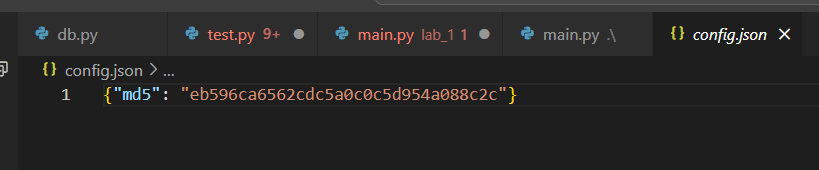 db.py test.py 9+ main.py lab_1 1 main.py .\ config.json
config.json > ...
1 {"md5": "eb596ca6562cdc5a0c0c5d954a088c2c"}